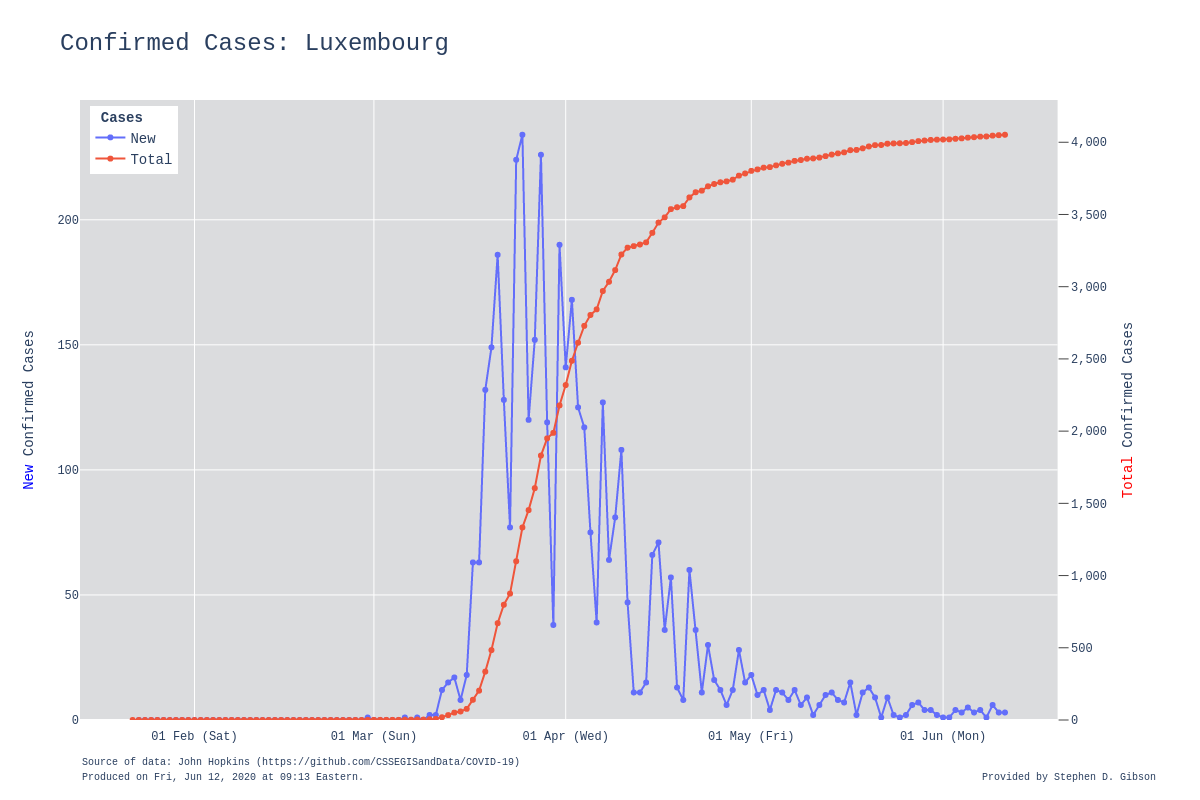 Confirmed Cases: Luxembourg
Cases
New
Total
200
150
100
50
0
4,000
3,500
3,000
2,500
2,000
1,500
1,000
500
0
New Confirmed Cases
Total Confirmed Cases
01 Feb (Sat)
01 Mar (Sun)
01 Apr (Wed)
01 May (Fri)
01 Jun (Mon)
Source of data: John Hopkins (https://github.com/CSSEGISandData/COVID-19)
Produced on Fri, Jun 12, 2020 at 09:13 Eastern.
Provided by Stephen D. Gibson